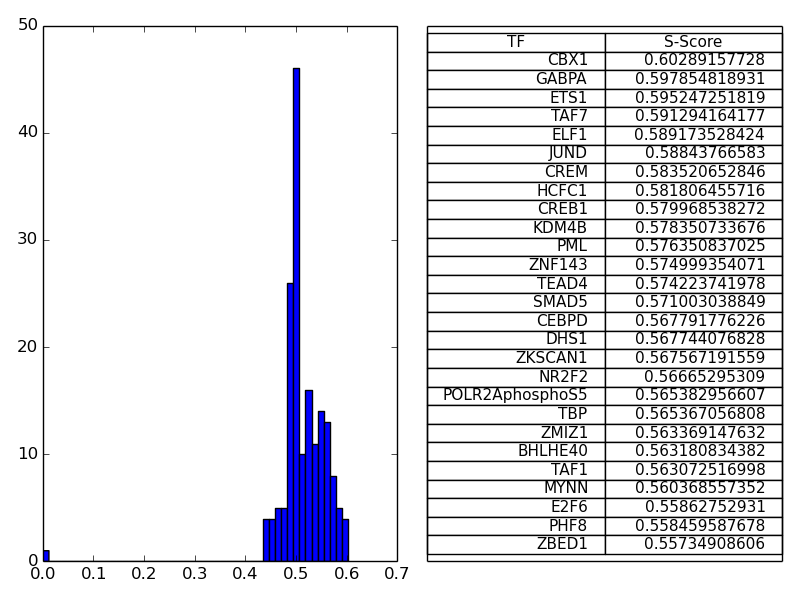 50
40
30
20
10
0
0.0 0.1 0.2 0.3 0.4 0.5 0.6 0.7
TF S-Score
CBX1 0.60289157728
GABPA 0.597854818931
ETS1 0.595247251819
TAF7 0.591294164177
ELF1 0.589173528424
JUND 0.58843766583
CREM 0.583520652846
HCFC1 0.581806455716
CREB1 0.579968538272
KDM4B 0.578350733676
PML 0.576350837025
ZNF143 0.574999354071
TEAD4 0.574223741978
SMAD5 0.571003038849
CEBPD 0.567791776226
DHS1 0.567744076828
ZKSCAN1 0.567567191559
NR2F2 0.56665295309
POLR2AphosphoS5 0.565382956607
TBP 0.565367056808
ZMIZ1 0.563369147632
BHLHE40 0.563180834382
TAF1 0.563072516998
MYNN 0.560368557352
E2F6 0.55862752931
PHF8 0.558459587678
ZBED1 0.55734908606